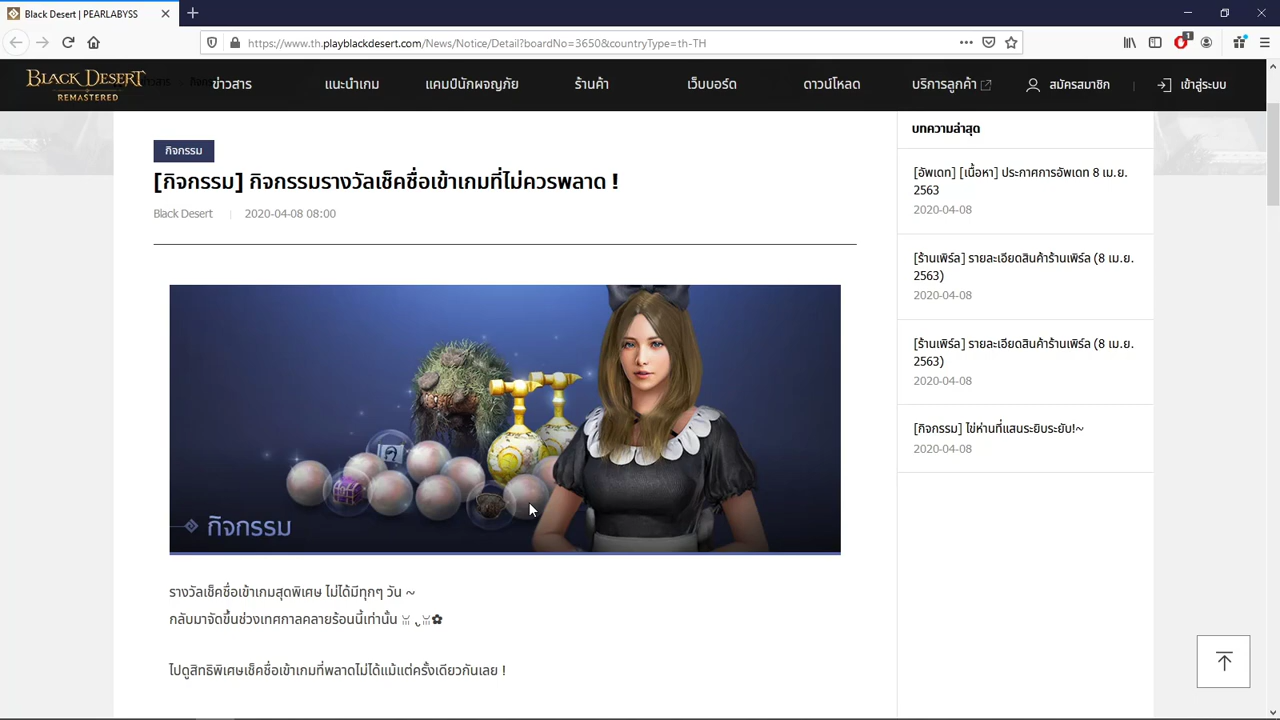 Black Desert | PEARLABYSS
https://www.th.playblackdesert.com/News/Notice/Detail?boardNo=3650&countryType=th-TH
1
BLACK DESERT
REMASTERED
ข่าวสาร
แนะนำเกม
แคมป์นักผจญภัย
ร้านค้า
เว็บบอร์ด
ดาวน์โหลด
บริการลูกค้า
สมัครสมาชิก
เข้าสู่ระบบ
กิจกรรม
[กิจกรรม] กิจกรรมรางวัลเช็คชื่อเข้าเกมที่ไม่ควรพลาด !
Black Desert | 2020-04-08 08:00
กิจกรรม
รางวัลเช็คชื่อเข้าเกมสุดพิเศษ ไม่ได้มีทุกๆ วัน ~
กลับมาจัดขึ้นช่วงเทศกาลคลายร้อนนี้เท่านั้น
ไปดูสิทธิพิเศษเช็คชื่อเข้าเกมที่พลาดไม่ได้แม้แต่ครั้งเดียวกันเลย !
บทความล่าสุด
[อัพเดท] [เนื้อหา] ประกาศการอัพเดท 8 เม.ย.
2563
2020-04-08
[ร้านเพิร์ล] รายละเอียดสินค้าร้านเพิร์ล (8 เม.ย.
2563)
2020-04-08
[ร้านเพิร์ล] รายละเอียดสินค้าร้านเพิร์ล (8 เม.ย.
2563)
2020-04-08
[กิจกรรม] ไข่ห่านที่แสนระยิบระยับ!~
2020-04-08